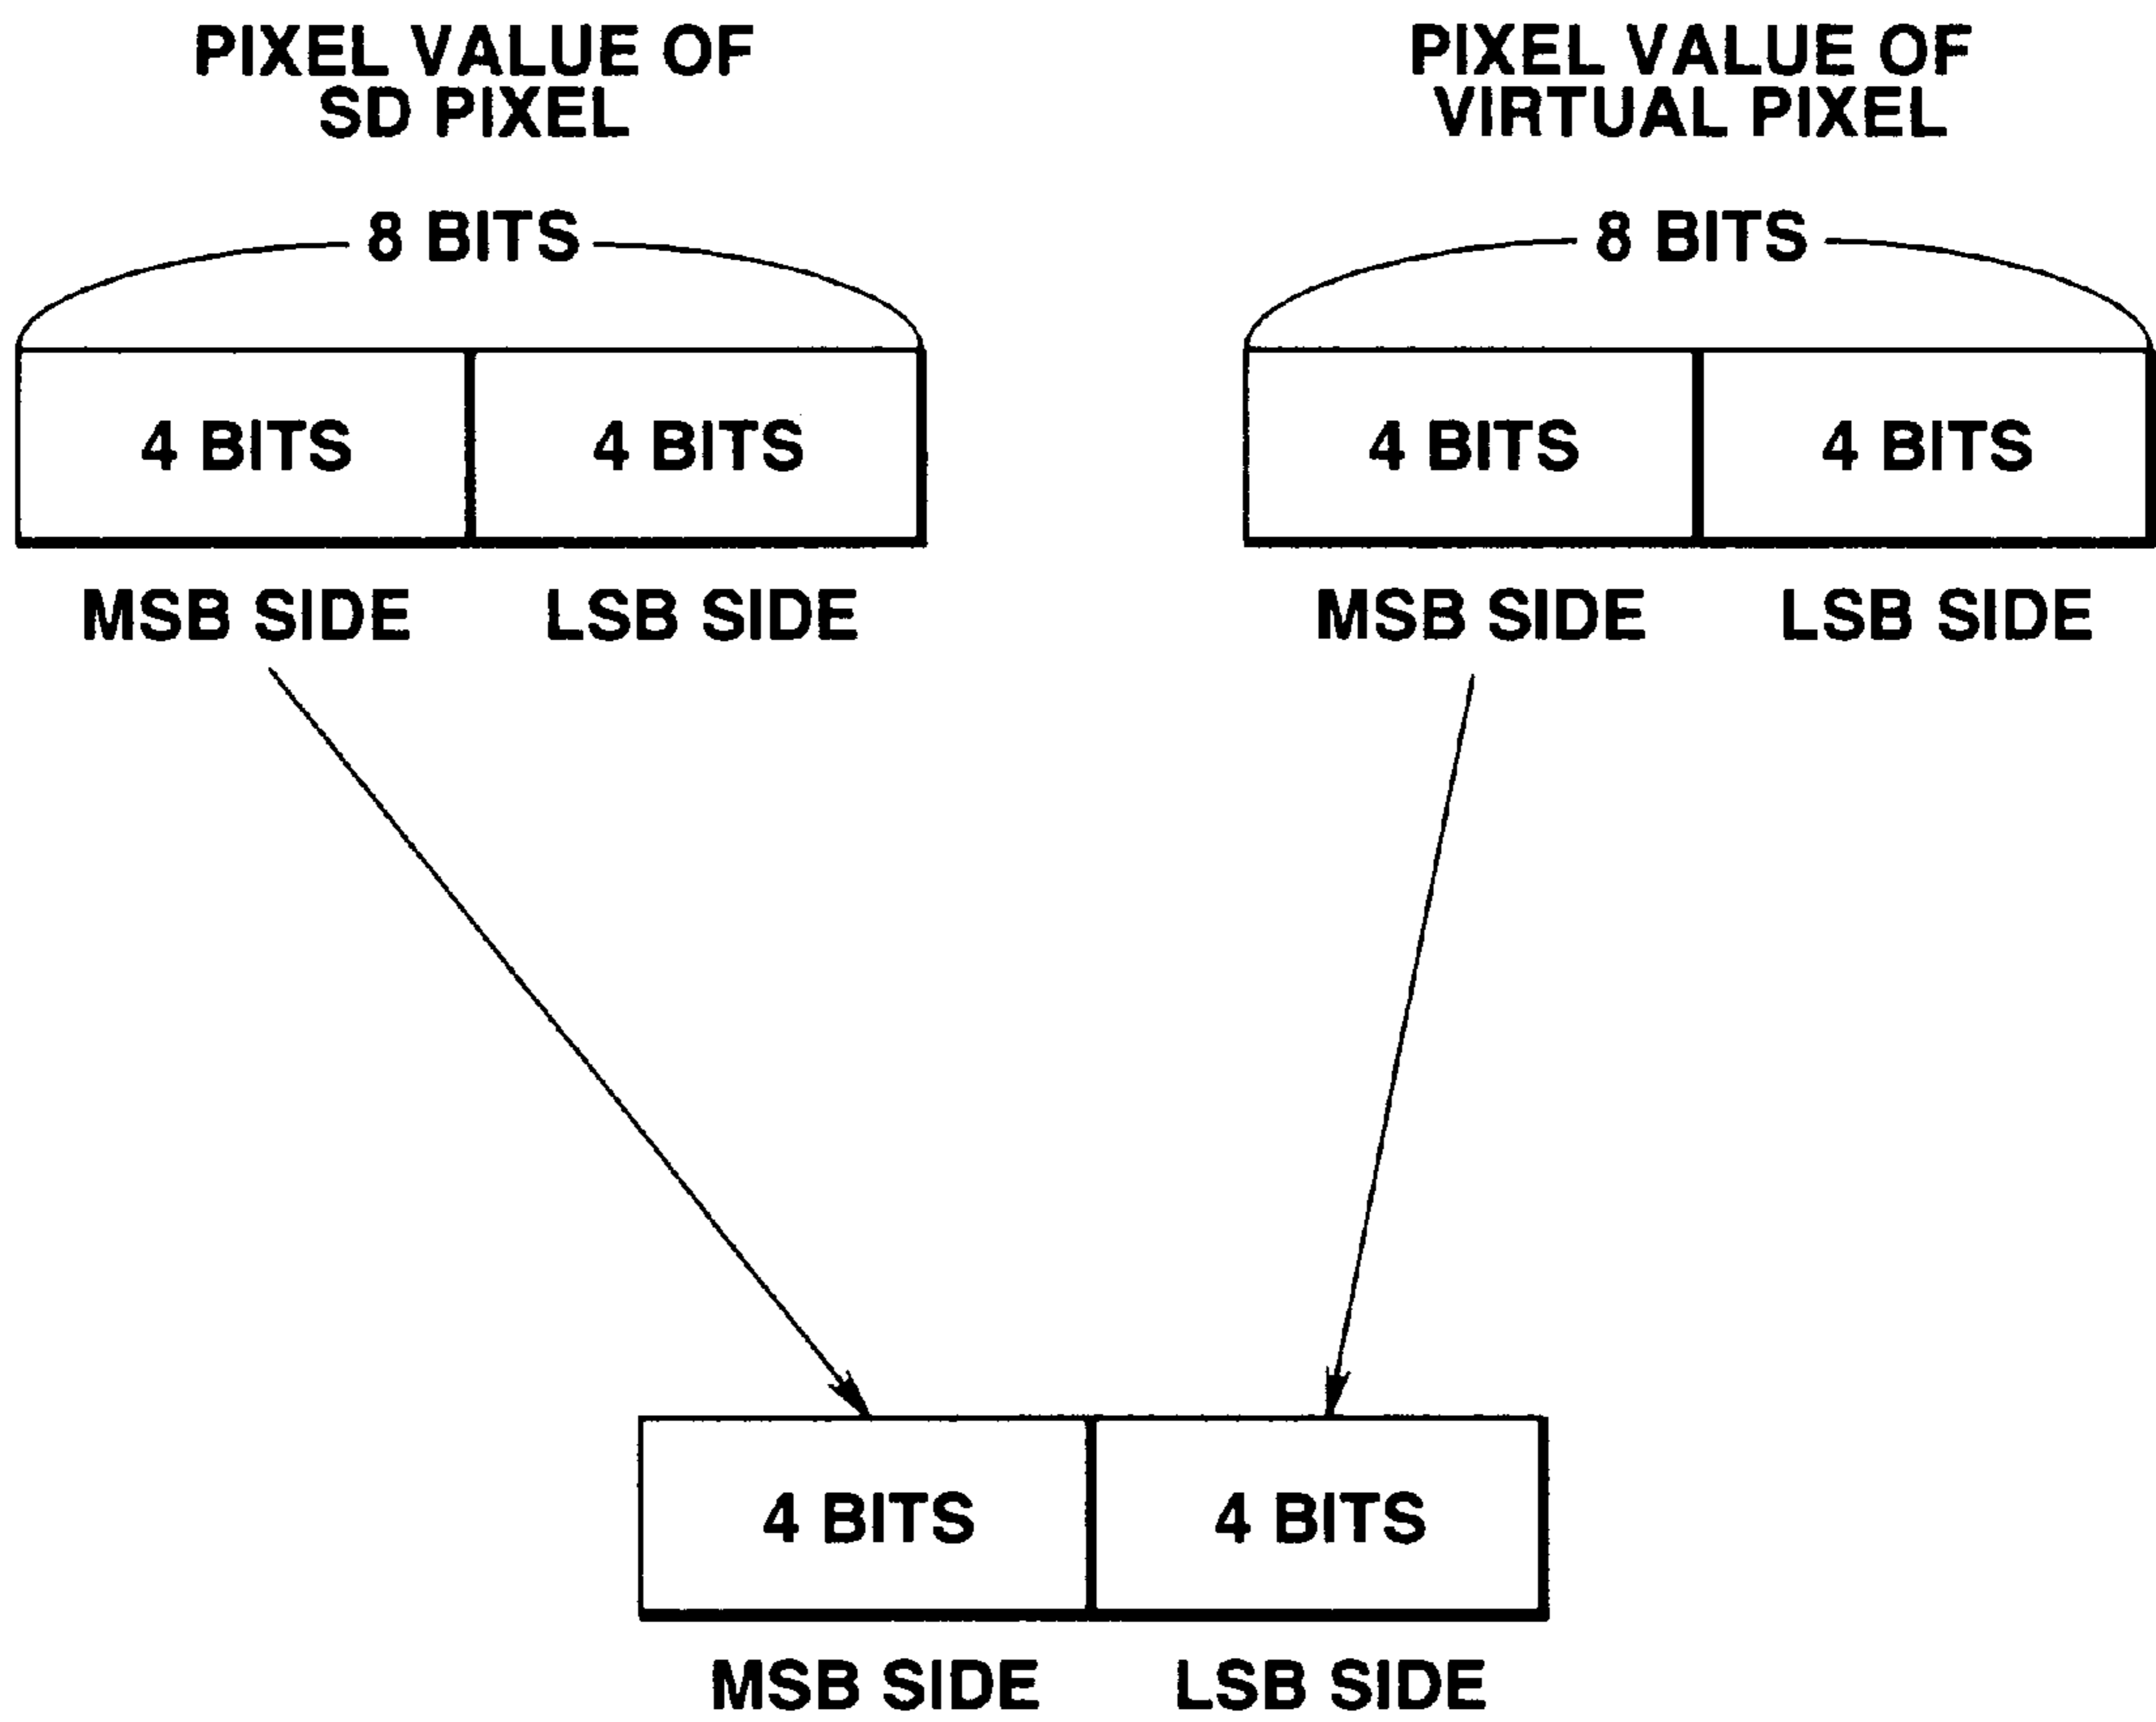 PIXEL VALUE OF
SD PIXEL
8 BITS
4 BITS 4 BITS
MSB SIDE LSB SIDE
PIXEL VALUE OF
VIRTUAL PIXEL
8 BITS
4 BITS 4 BITS
MSB SIDE LSB SIDE
4 BITS 4 BITS
MSB SIDE LSB SIDE